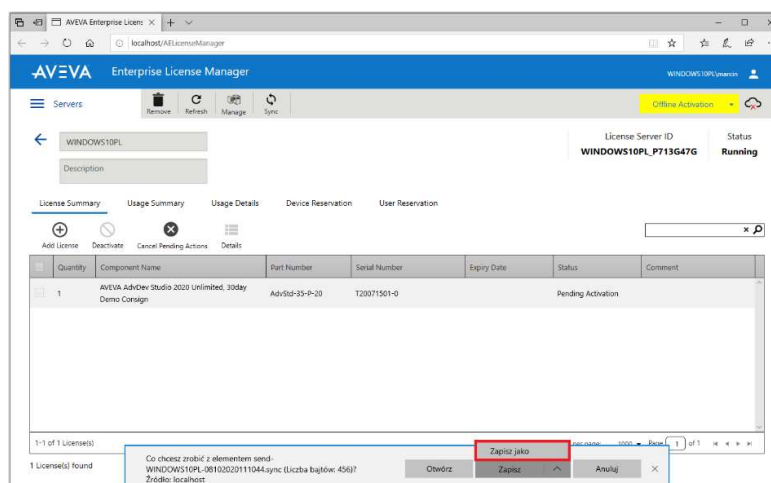 AVEVA Enterprise Licens
localhost/AELicenseManager
AVEVA Enterprise License Manager WINDOWS10PL\marcin
Servers Remove Refresh Manage Sync Offline Activation
WINDOWS10PL License Server ID Status
WINDOWS10PL_P713G47G Running
Description
License Summary Usage Summary Usage Details Device Reservation User Reservation
Add License Deactivate Cancel Pending Actions Details
Quantity Component Name Part Number Serial Number Expiry Date Status Comment
1 AVEVA AdvDev Studio 2020 Unlimited, 30day AdvStd-35-P-20 T20071501-0 Pending Activation
Demo Consign
1-1 of 1 License(s) 1000 Page 1 of 1
Zapisz jako
1 License(s) found
Co chcesz zrobić z elementem send-
WINDOWS10PL-08102020111044.sync (Liczba bajtów: 456)? Otwórz Zapisz Anuluj
Źródło: localhost